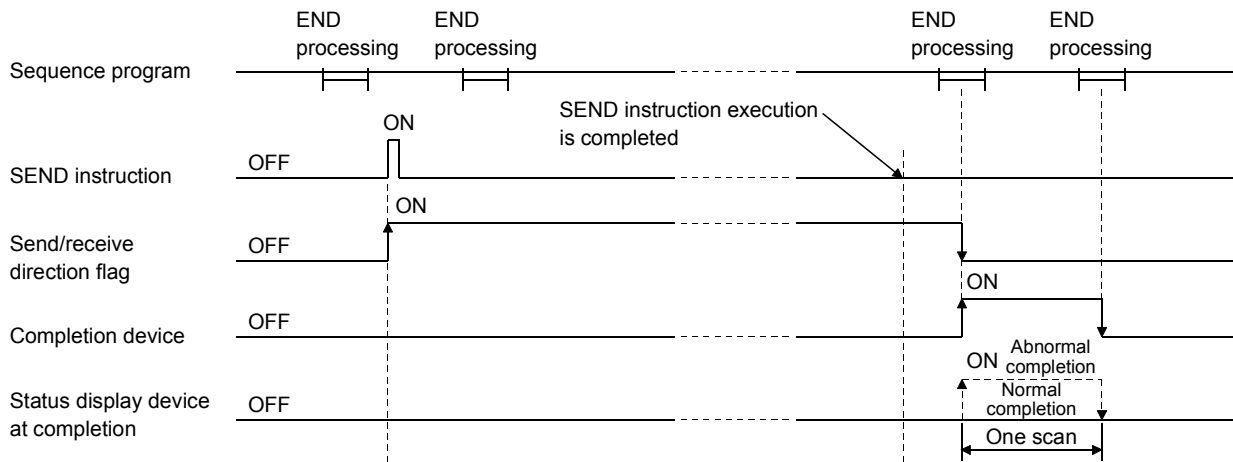 END
processing
END
processing
END
processing
END
processing
Sequence program
SEND instruction execution
is completed
ON
OFF
SEND instruction
ON
OFF
Send/receive
direction flag
ON
OFF
Completion device
ON
Abnormal
completion
OFF
Normal
completion
Status display device
at completion
One scan